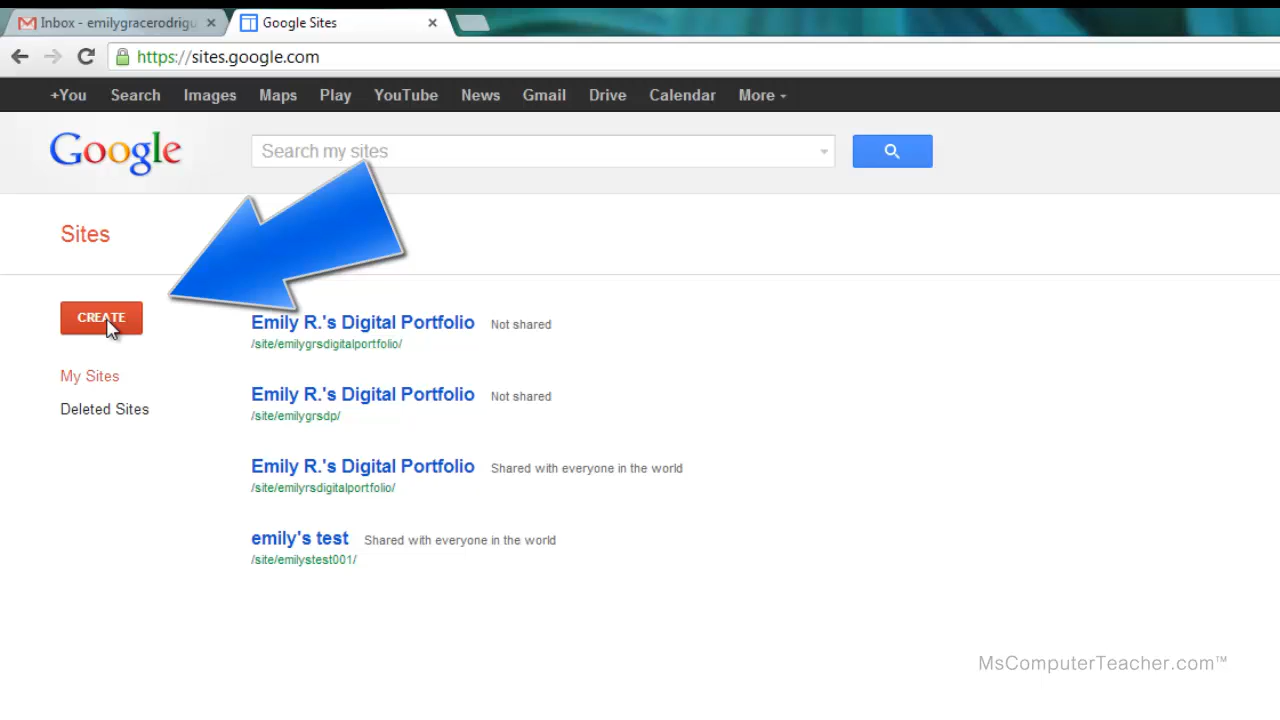 Inbox - emilygracerodrigu
Google Sites
https://sites.google.com
+You Search Images Maps Play YouTube News Gmail Drive Calendar More
Google
Search my sites
Sites
CREATE
My Sites
Deleted Sites
Emily R.'s Digital Portfolio Not shared
/site/emilygrsdigitalportfolio/
Emily R.'s Digital Portfolio Not shared
/site/emilygrsdp/
Emily R.'s Digital Portfolio Shared with everyone in the world
/site/emilyrsdigitalportfolio/
emily's test Shared with everyone in the world
/site/emilystest001/
MsComputerTeacher.com™